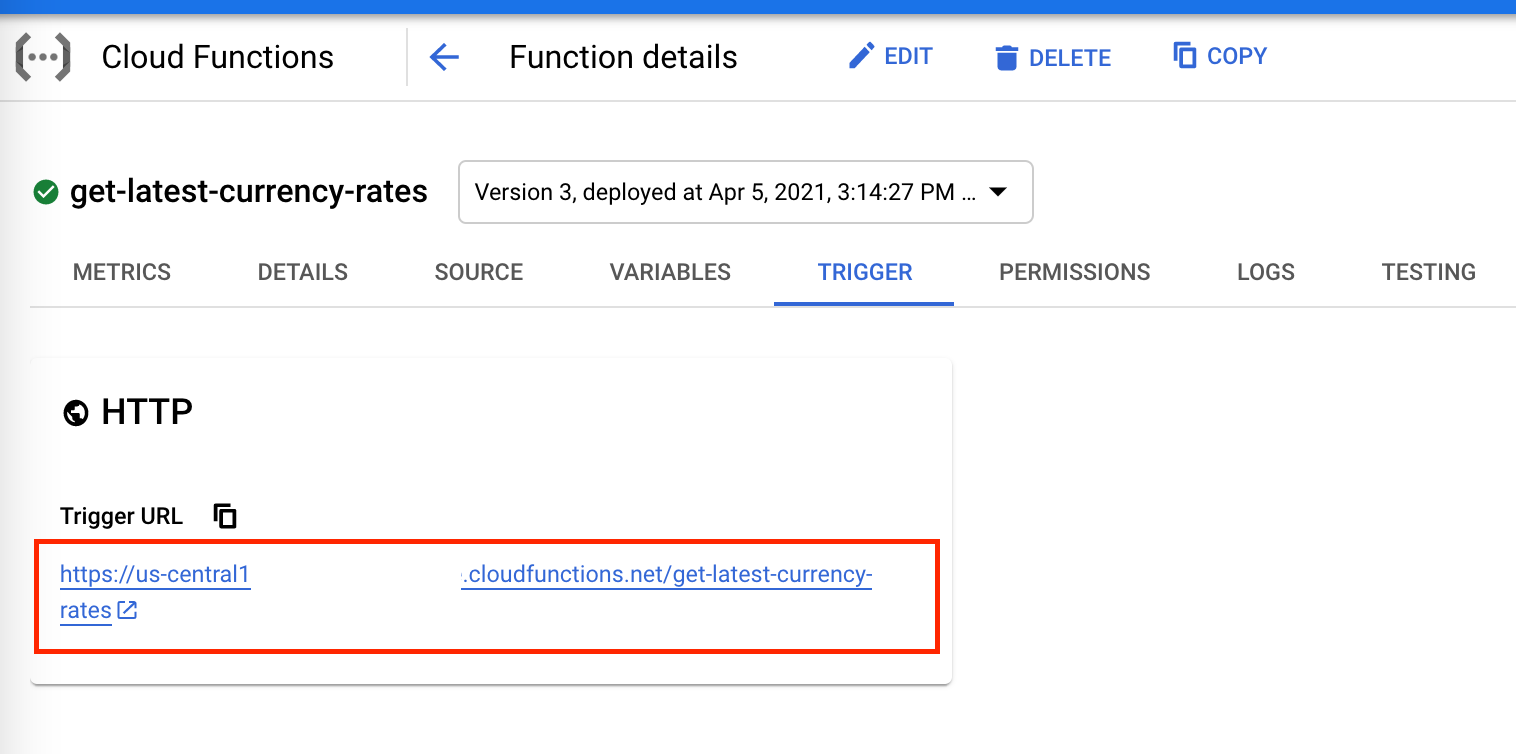 Cloud Functions
Function details
EDIT
DELETE
COPY
get-latest-currency-rates
Version 3, deployed at Apr 5, 2021, 3:14:27 PM ...
METRICS
DETAILS
SOURCE
VARIABLES
TRIGGER
PERMISSIONS
LOGS
TESTING
HTTP
Trigger URL
https://us-central1 .cloudfunctions.net/get-latest-currency-
rates